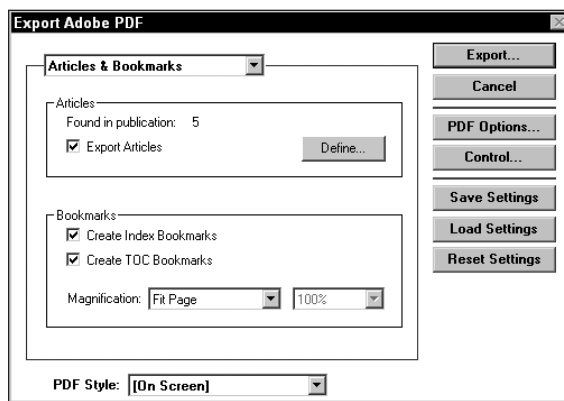 Export Adobe PDF
Articles & Bookmarks
Articles
Found in publication: 5
Export Articles
Define...
Bookmarks
Create Index Bookmarks
Create TOC Bookmarks
Magnification: Fit Page 100%
PDF Style: [On Screen]
Export...
Cancel
PDF Options...
Control...
Save Settings
Load Settings
Reset Settings